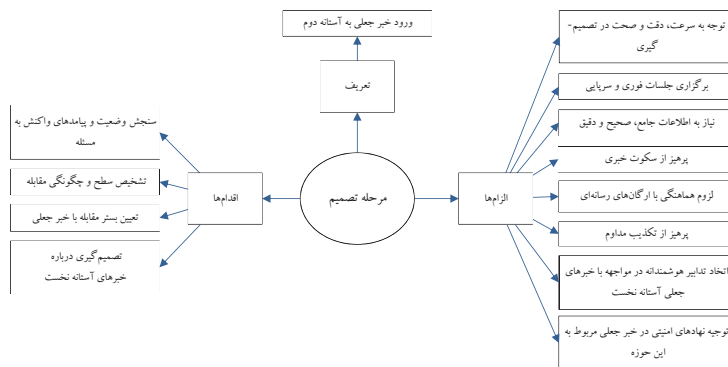 ورود خبر جعلی به آستانه دوم
تعریف
مرحله تصمیم
الزام‌ها
توجه به سرعت، دقت و صحت در تصمیم-
گیری
برگزاری جلسات فوری و سرپایی
نیاز به اطلاعات جامع، صحیح و دقیق
پرهیز از سکوت خبری
لزوم هماهنگی با ارگان‌های رسانه‌ای
پرهیز از تکذیب مداوم
اتخاذ تدابیر هوشمندانه در مواجهه با خبرهای
جعلی آستانه نخست
توجیه نهادهای امنیتی در خبر جعلی مربوط به
این حوزه
اقدام‌ها
سنجش وضعیت و پیامدهای واکنش به
مسئله
تشخیص سطح و چگونگی مقابله
تعیین بستر مقابله با خبر جعلی
تصمیم‌گیری درباره
خبرهای آستانه نخست